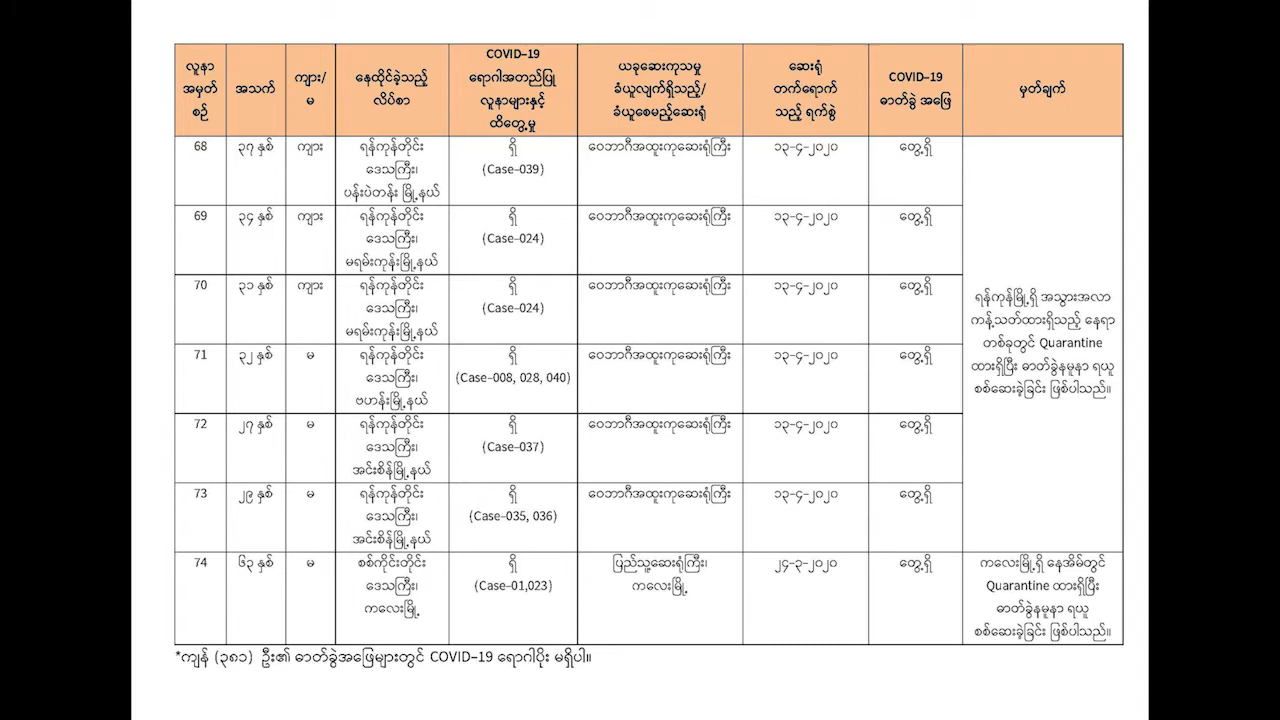 လူနာ
အမှတ်
စဉ်
အသက်
ကျား/
မ
နေထိုင်ခဲ့သည့်
လိပ်စာ
COVID–19
ရောဂါအတည်ပြု
လူနာများနှင့်
ထိတွေ့မှု
ယခုဆေးကုသမှု
ခံယူလျက်ရှိသည့်/
ခံယူစေမည့်ဆေးရုံ
ဆေးရုံ
တက်ရောက်
သည့် ရက်စွဲ
COVID–19
ဓာတ်ခွဲ အဖြေ
မှတ်ချက်
68
၃၇ နှစ်
ကျား
ရန်ကုန်တိုင်း
ဒေသကြီး၊
ပန်းပဲတန်း မြို့နယ်
ရှိ
(Case–039)
ဝေဘာဂီအထူးကုဆေးရုံကြီး
၁၃-၄-၂၀၂၀
တွေ့ရှိ
69
၃၄ နှစ်
ကျား
ရန်ကုန်တိုင်း
ဒေသကြီး၊
မရမ်းကုန်းမြို့နယ်
ရှိ
(Case–024)
ဝေဘာဂီအထူးကုဆေးရုံကြီး
၁၃-၄-၂၀၂၀
တွေ့ရှိ
70
၃၁ နှစ်
ကျား
ရန်ကုန်တိုင်း
ဒေသကြီး၊
မရမ်းကုန်းမြို့နယ်
ရှိ
(Case–024)
ဝေဘာဂီအထူးကုဆေးရုံကြီး
၁၃-၄-၂၀၂၀
တွေ့ရှိ
71
၃၂ နှစ်
မ
ရန်ကုန်တိုင်း
ဒေသကြီး၊
ဗဟန်းမြို့နယ်
ရှိ
(Case–008, 028, 040)
ဝေဘာဂီအထူးကုဆေးရုံကြီး
၁၃-၄-၂၀၂၀
တွေ့ရှိ
72
၂၇ နှစ်
မ
ရန်ကုန်တိုင်း
ဒေသကြီး၊
အင်းစိန်မြို့နယ်
ရှိ
(Case–037)
ဝေဘာဂီအထူးကုဆေးရုံကြီး
၁၃-၄-၂၀၂၀
တွေ့ရှိ
73
၂၉ နှစ်
မ
ရန်ကုန်တိုင်း
ဒေသကြီး၊
အင်းစိန်မြို့နယ်
ရှိ
(Case–035, 036)
ဝေဘာဂီအထူးကုဆေးရုံကြီး
၁၃-၄-၂၀၂၀
တွေ့ရှိ
ရန်ကုန်မြို့ရှိ အသွားအလာ
ကန့်သတ်ထားရှိသည့် နေရာ
တစ်ခုတွင် Quarantine
ထားရှိပြီး ဓာတ်ခွဲနမူနာ ရယူ
စစ်ဆေးခဲ့ခြင်း ဖြစ်ပါသည်။
74
၆၃ နှစ်
မ
စစ်ကိုင်းတိုင်း
ဒေသကြီး၊
ကလေးမြို့
ရှိ
(Case–01,023)
ပြည်သူ့ဆေးရုံကြီး၊
ကလေးမြို့
၂၄-၃-၂၀၂၀
တွေ့ရှိ
ကလေးမြို့ရှိ နေအိမ်တွင်
Quarantine ထားရှိပြီး
ဓာတ်ခွဲနမူနာ ရယူ
စစ်ဆေးခဲ့ခြင်း ဖြစ်ပါသည်။
*ကျန် (၃၈၁) ဦး၏ ဓာတ်ခွဲအဖြေများတွင် COVID–19 ရောဂါပိုး မရှိပါ။